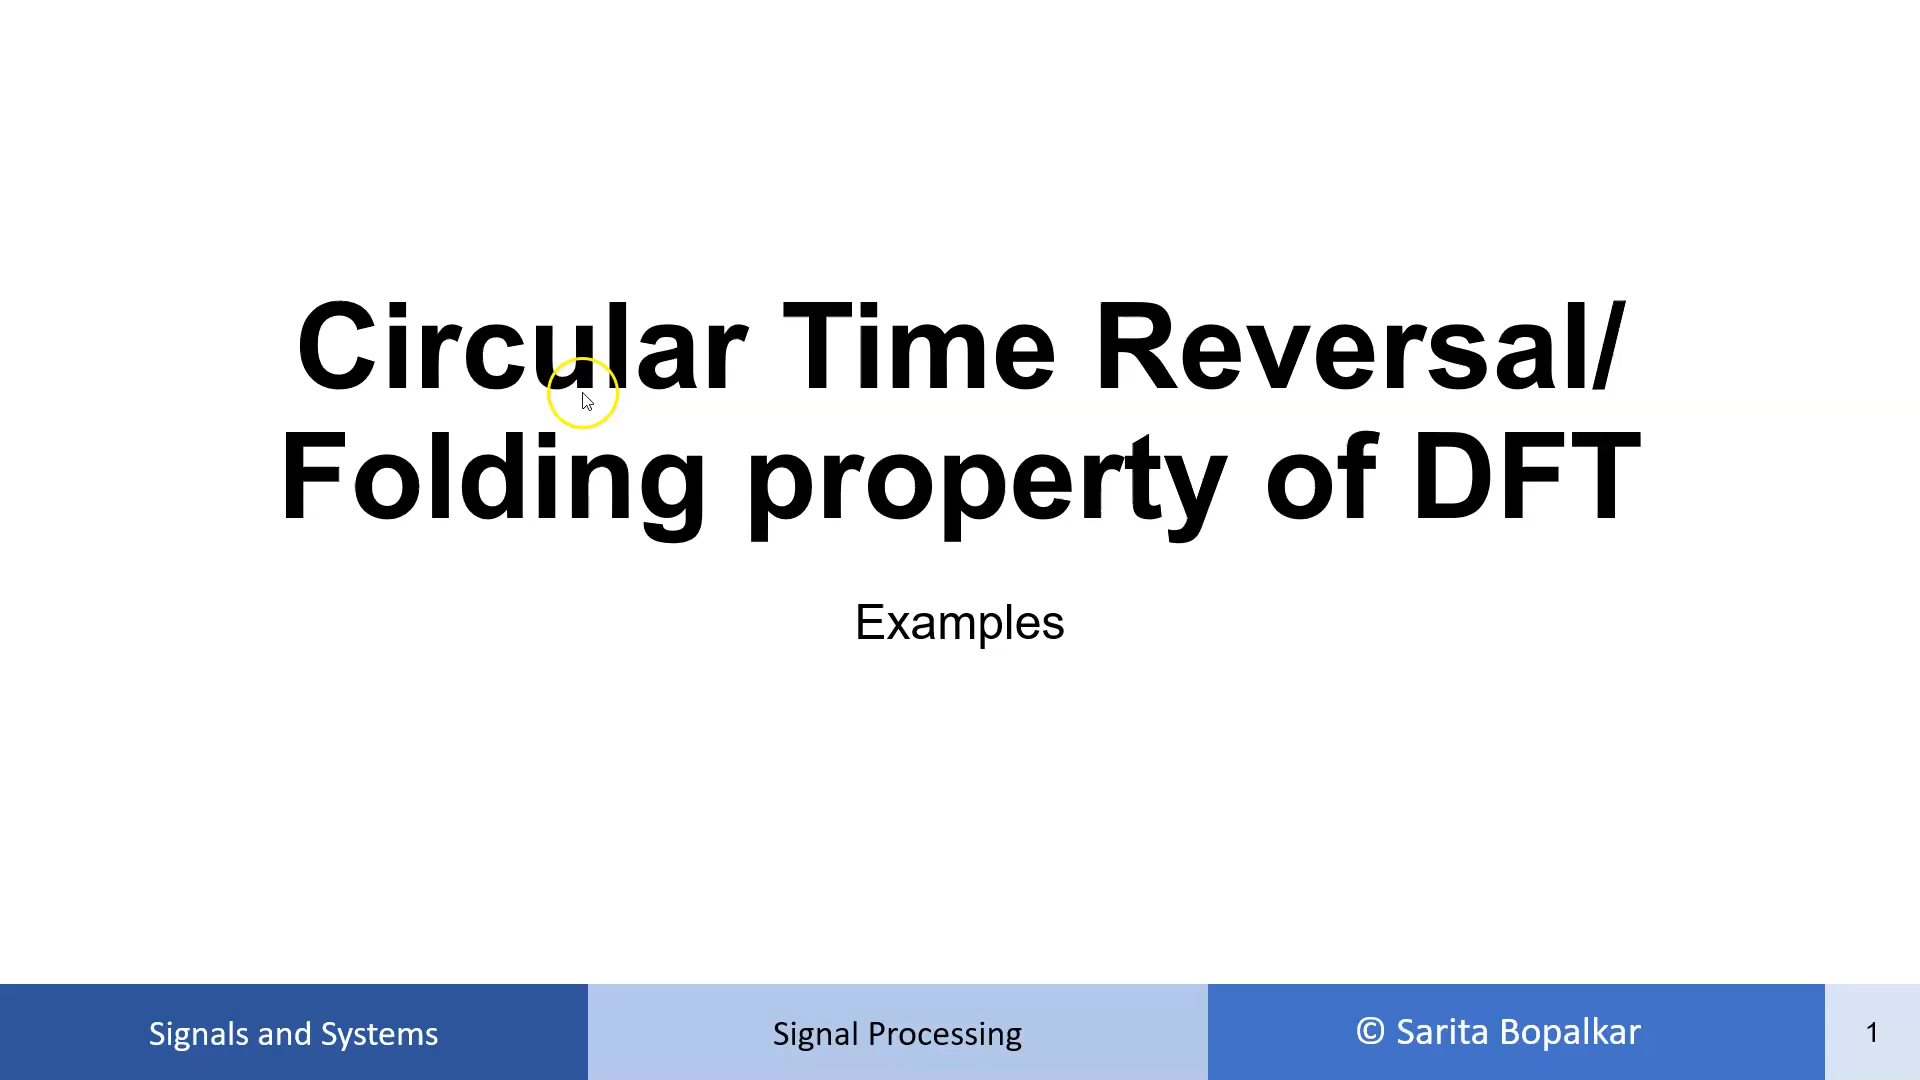 Circular Time Reversal/
Folding property of DFT
Examples
Signals and Systems
Signal Processing
© Sarita Bopalkar
1